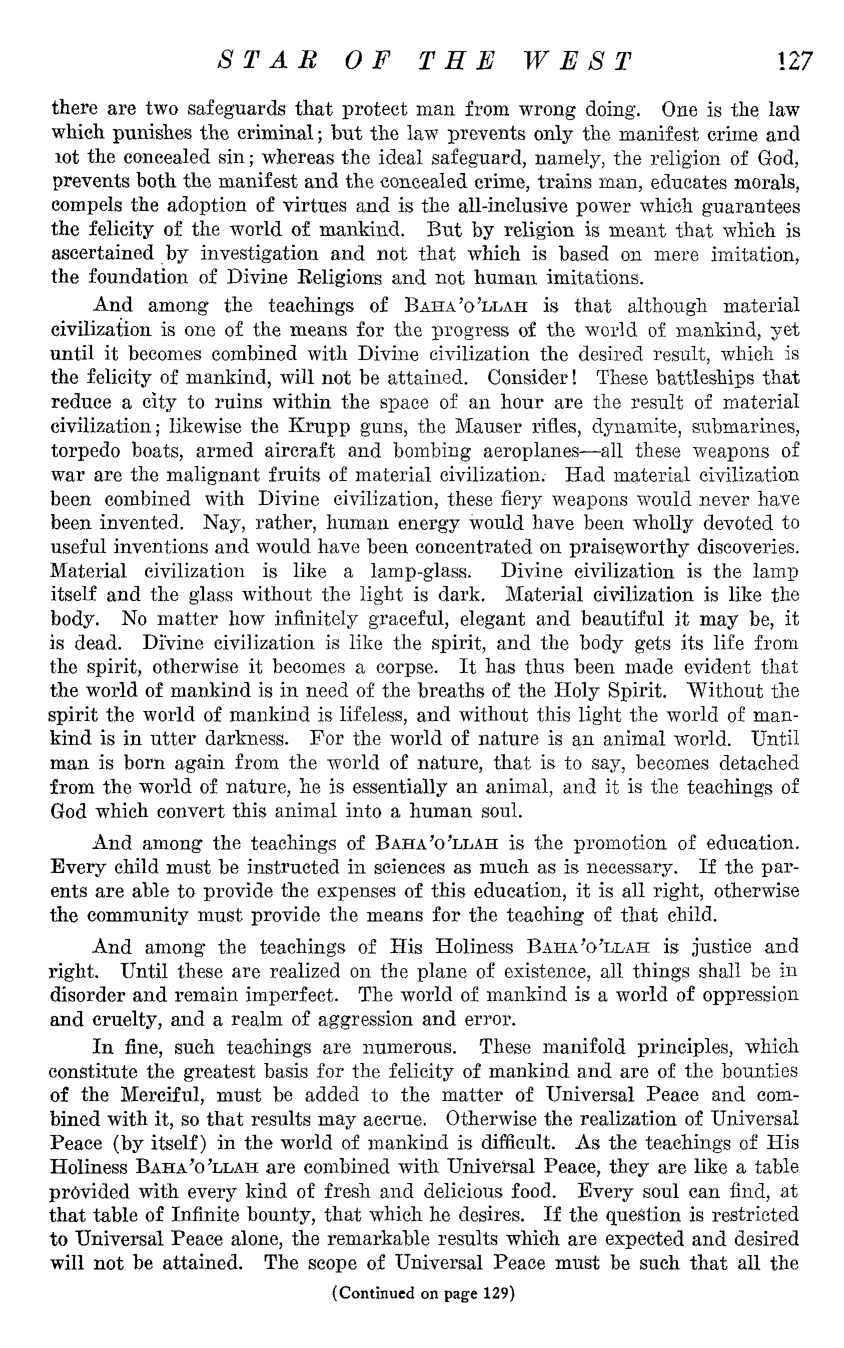 STAR OF THE WEST 127
there are two safeguards that protect man from wrong doing. One is the law
which punishes the criminal; but the law prevents only the manifest crime and
not the concealed sin; whereas the ideal safeguard, namely, the religion of God,
prevents both the manifest and the concealed crime, trains man, educates morals,
compels the adoption of virtues and is the all-inclusive power which guarantees
the felicity of the world of mankind. But by religion is meant that which is
ascertained by investigation and not that which is based on mere imitation,
the foundation of Divine Religions and not human imitations.
And among the teachings of BAHA'O'LLAH is that although material
civilization is one of the means for the progress of the world of mankind, yet
until it becomes combined with Divine civilization the desired result, which is
the felicity of mankind, will not be attained. Consider! These battleships that
reduce a city to ruins within the space of an hour are the result of material
civilization; likewise the Krupp guns, the Mauser rifles, dynamite, submarines,
torpedo boats, armed aircraft and bombing aeroplanes—all these weapons of
war are the malignant fruits of material civilization. Had material civilization
been combined with Divine civilization, these fiery weapons would never have
been invented. Nay, rather, human energy would have been wholly devoted to
useful inventions and would have been concentrated on praiseworthy discoveries.
Material civilization is like a lamp-glass. Divine civilization is the lamp
itself and the glass without the light is dark. Material civilization is like the
body. No matter how infinitely graceful, elegant and beautiful it may be, it
is dead. Divine civilization is like the spirit, and the body gets its life from
the spirit, otherwise it becomes a corpse. It has thus been made evident that
the world of mankind is in need of the breaths of the Holy Spirit. Without the
spirit the world of mankind is lifeless, and without this light the world of man-
kind is in utter darkness. For the world of nature is an animal world. Until
man is born again from the world of nature, that is to say, becomes detached
from the world of nature, he is essentially an animal, and it is the teachings of
God which convert this animal into a human soul.
And among the teachings of BAHA'O'LLAH is the promotion of education.
Every child must be instructed in sciences as much as is necessary. If the par-
ents are able to provide the expenses of this education, it is all right, otherwise
the community must provide the means for the teaching of that child.
And among the teachings of His Holiness BAHA'O'LLAH is justice and
right. Until these are realized on the plane of existence, all things shall be in
disorder and remain imperfect. The world of mankind is a world of oppression
and cruelty, and a realm of aggression and error.
In fine, such teachings are numerous. These manifold principles, which
constitute the greatest basis for the felicity of mankind and are of the bounties
of the Merciful, must be added to the matter of Universal Peace and com-
bined with it, so that results may accrue. Otherwise the realization of Universal
Peace (by itself) in the world of mankind is difficult. As the teachings of His
Holiness BAHA'O'LLAH are combined with Universal Peace, they are like a table
provided with every kind of fresh and delicious food. Every soul can find, at
that table of Infinite bounty, that which he desires. If the question is restricted
to Universal Peace alone, the remarkable results which are expected and desired
will not be attained. The scope of Universal Peace must be such that all the
(Continued on page 129)